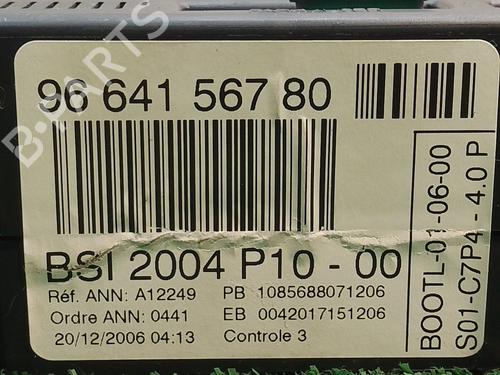 96 641 567 80
BSI 2004 P10 - 00
Réf. ANN: A12249 PB 1085688071206
Ordre ANN: 0441 EB 0042017151206
20/12/2006 04:13 Controle 3
BOOTL-01-06-00
S01-C7P4 - 4.0 P
B-PARTS